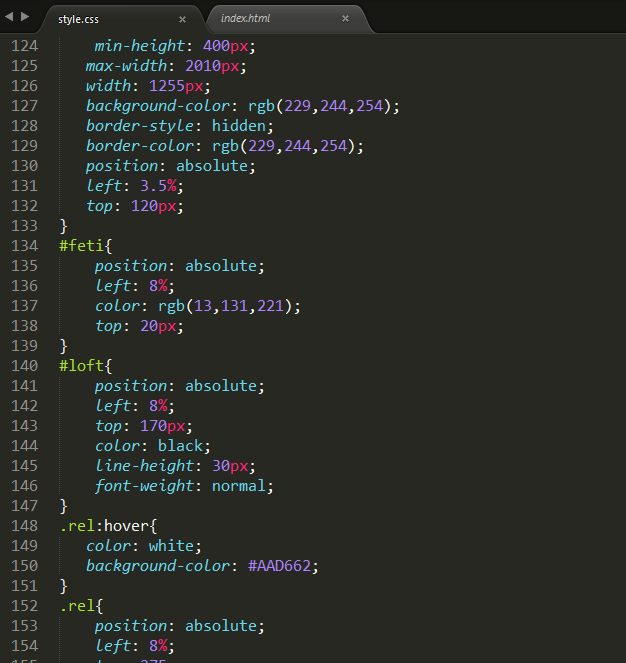 style.css × index.html ×
124 min-height: 400px;
125 max-width: 2010px;
126 width: 1255px;
127 background-color: rgb(229,244,254);
128 border-style: hidden;
129 border-color: rgb(229,244,254);
130 position: absolute;
131 left: 3.5%;
132 top: 120px;
133 }
134 #feti{
135 position: absolute;
136 left: 8%;
137 color: rgb(13,131,221);
138 top: 20px;
139 }
140 #loft{
141 position: absolute;
142 left: 8%;
143 top: 170px;
144 color: black;
145 line-height: 30px;
146 font-weight: normal;
147 }
148 .rel:hover{
149 color: white;
150 background-color: #AAD662;
151 }
152 .rel{
153 position: absolute;
154 left: 8%;